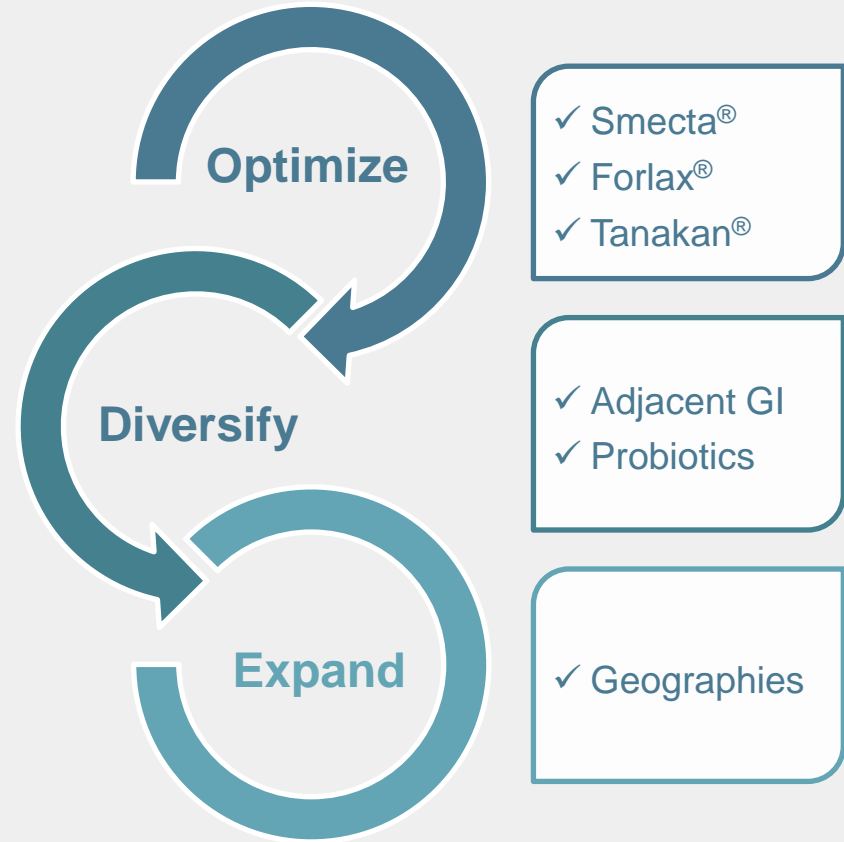 Optimize
✓ Smecta®
✓ Forlax®
✓ Tanakan®
Diversify
✓ Adjacent GI
✓ Probiotics
Expand
✓ Geographies